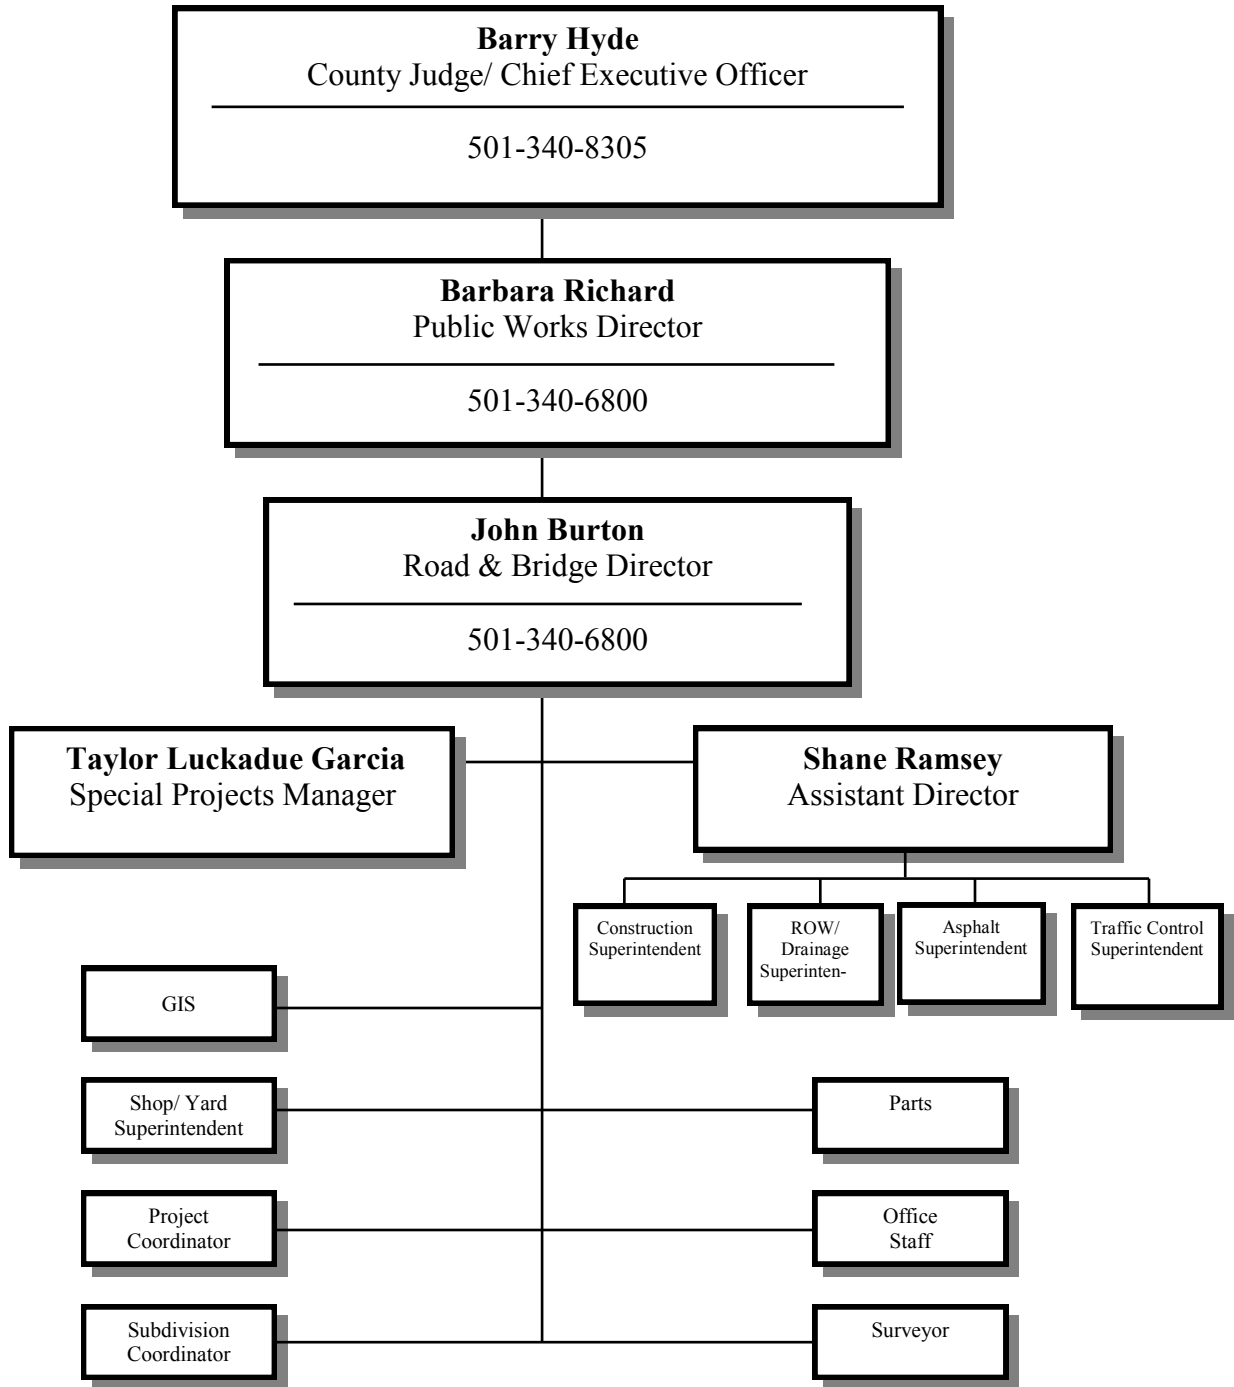 Barry Hyde
County Judge/ Chief Executive Officer
501-340-8305
Barbara Richard
Public Works Director
501-340-6800
John Burton
Road & Bridge Director
501-340-6800
Taylor Luckadue Garcia
Special Projects Manager
Shane Ramsey
Assistant Director
Construction
Superintendent
ROW/
Drainage
Superinten-
Asphalt
Superintendent
Traffic Control
Superintendent
GIS
Shop/ Yard
Superintendent
Parts
Project
Coordinator
Office
Staff
Subdivision
Coordinator
Surveyor